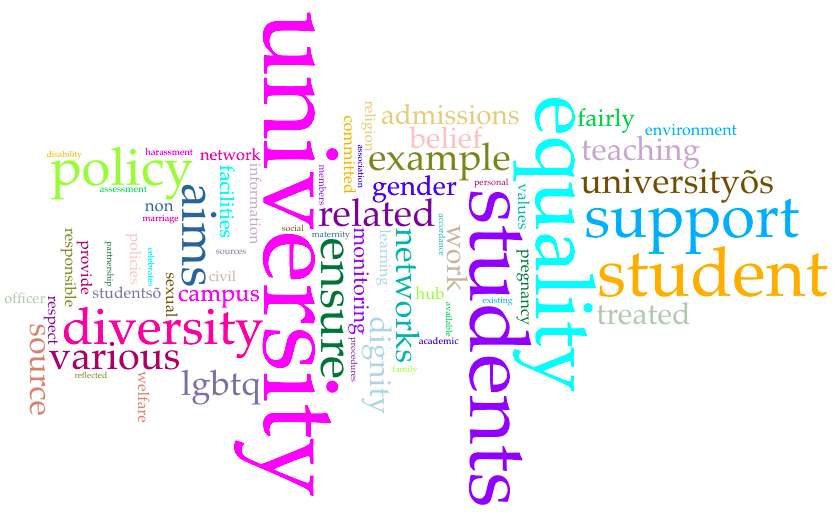 university
students
equality
student
support
policy
diversity
aims
ensure
related
example
various
lgbtq
universityõs
teaching
treated
fairly
environment
admissions
belief
religion
committed
association
gender
personal
values
pregnancy
disability
harassment
assessment
network
facilities
information
members
non
marriage
social
maternity
sources
responsible
provide
partnership
policies
celebrates
civil
studentsõ
sexual
campus
officer
respect
source
reflected
welfare
monitoring
learning
networks
accordance
work
hub
available
existing
academic
procedures
dignity
family